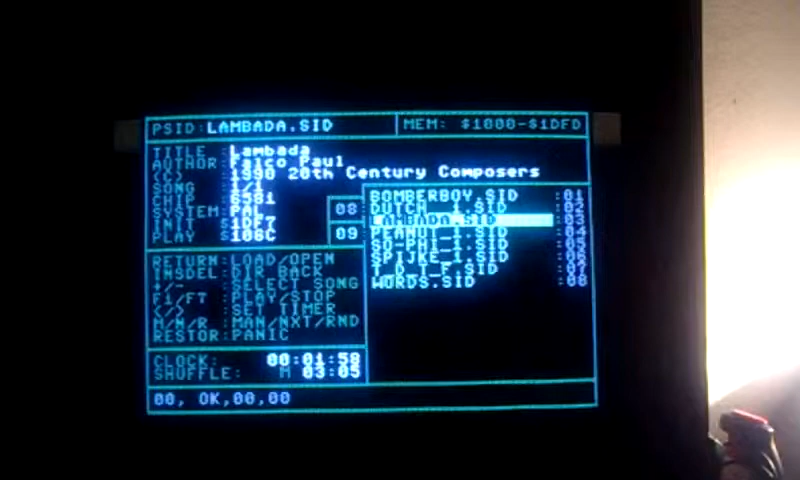 PSID:LAMBADA.SID
MEM: $1000-$1DFD
TITLE :Lambada
AUTHOR:Falco Paul
(C) :1990 20th Century Composers
SONG :1/1
CHIP :6581
SYSTEM:PAL
INIT :$1DF7
PLAY :$106C
08
09
BOMBERBOY.SID :01
DUTCH__1.SID :02
LAMBADA.SID :03
PEANUT_1.SID :04
SO-PHI_1.SID :05
SPIJKE_1.SID :06
T_D_I_F.SID :07
WORDS.SID :08
RETURN:LOAD/OPEN
INSDEL:DIR BACK
+/- :SELECT SONG
F1/F7 :PLAY/STOP
</> :SET TIMER
M/N/R :MAN/NXT/RND
RESTOR:PANIC
CLOCK: 00:01:58
SHUFFLE: M 03:05
00, OK,00,00